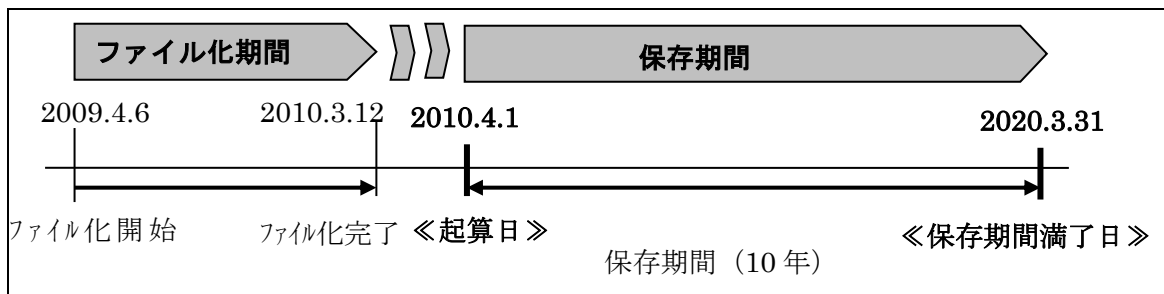 ファイル化期間
保存期間
2009.4.6
2010.3.12
2010.4.1
2020.3.31
ファイル化開始
ファイル化完了
≪起算日≫
≪保存期間満了日≫
保存期間（10 年）